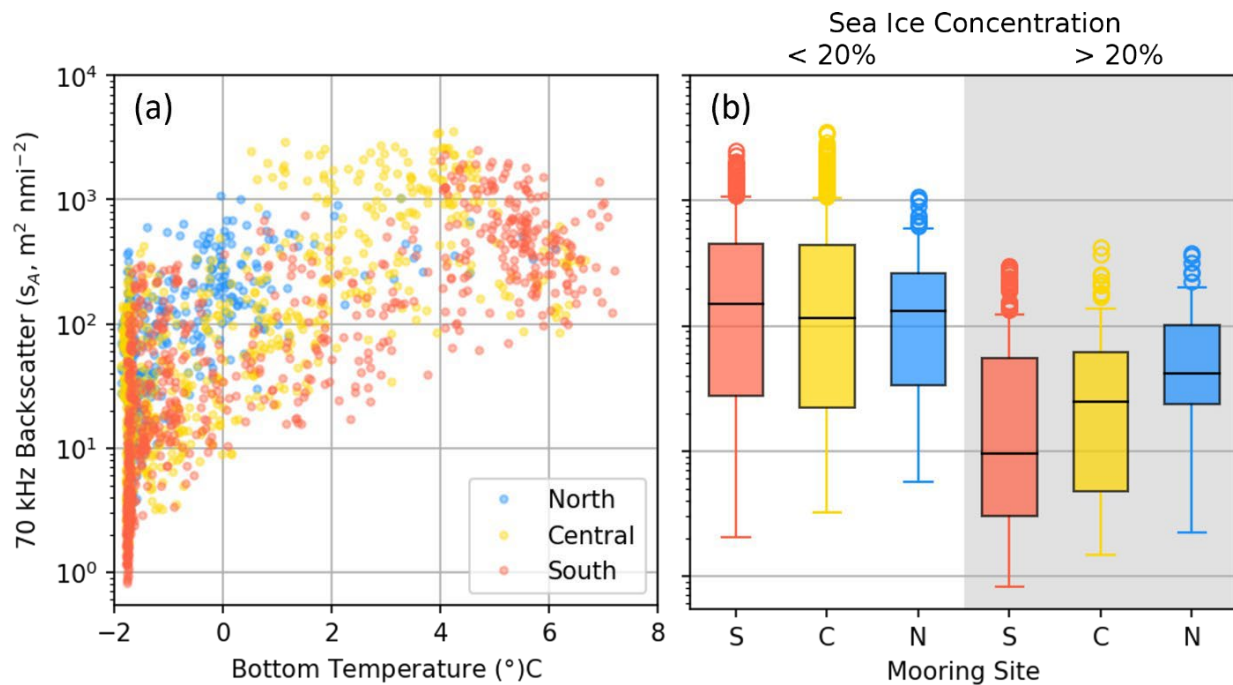 Sea Ice Concentration
< 20% > 20%
(a) (b)
10⁴
10³
10²
10¹
10⁰
70 kHz Backscatter (s_A, m² nmi⁻²)
North
Central
South
−2 0 2 4 6 8
S C N S C N
Bottom Temperature (°)C
Mooring Site